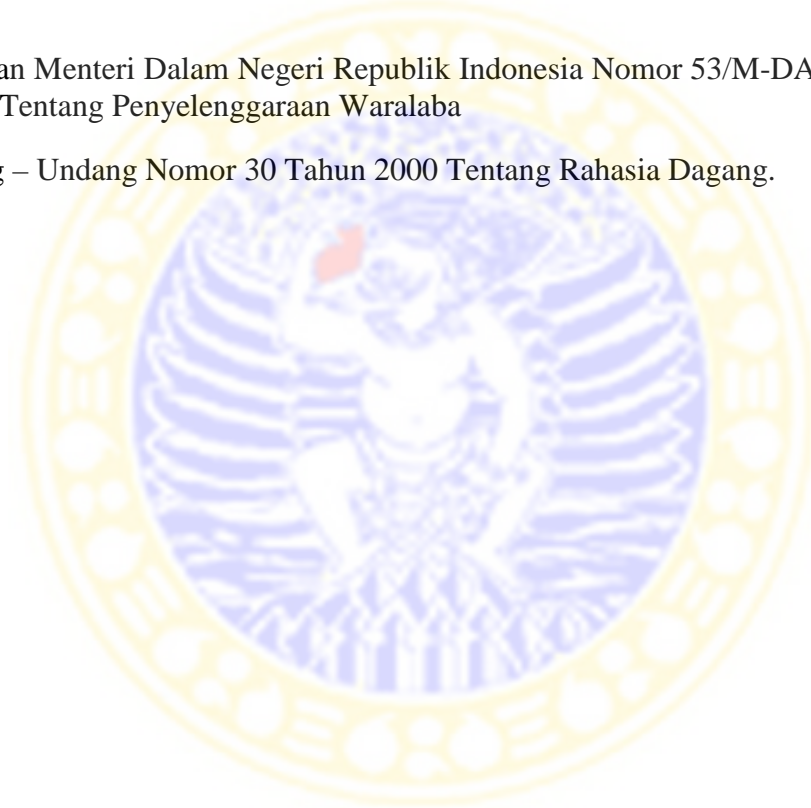 an Menteri Dalam Negeri Republik Indonesia Nomor 53/M-DA
Tentang Penyelenggaraan Waralaba
g – Undang Nomor 30 Tahun 2000 Tentang Rahasia Dagang.